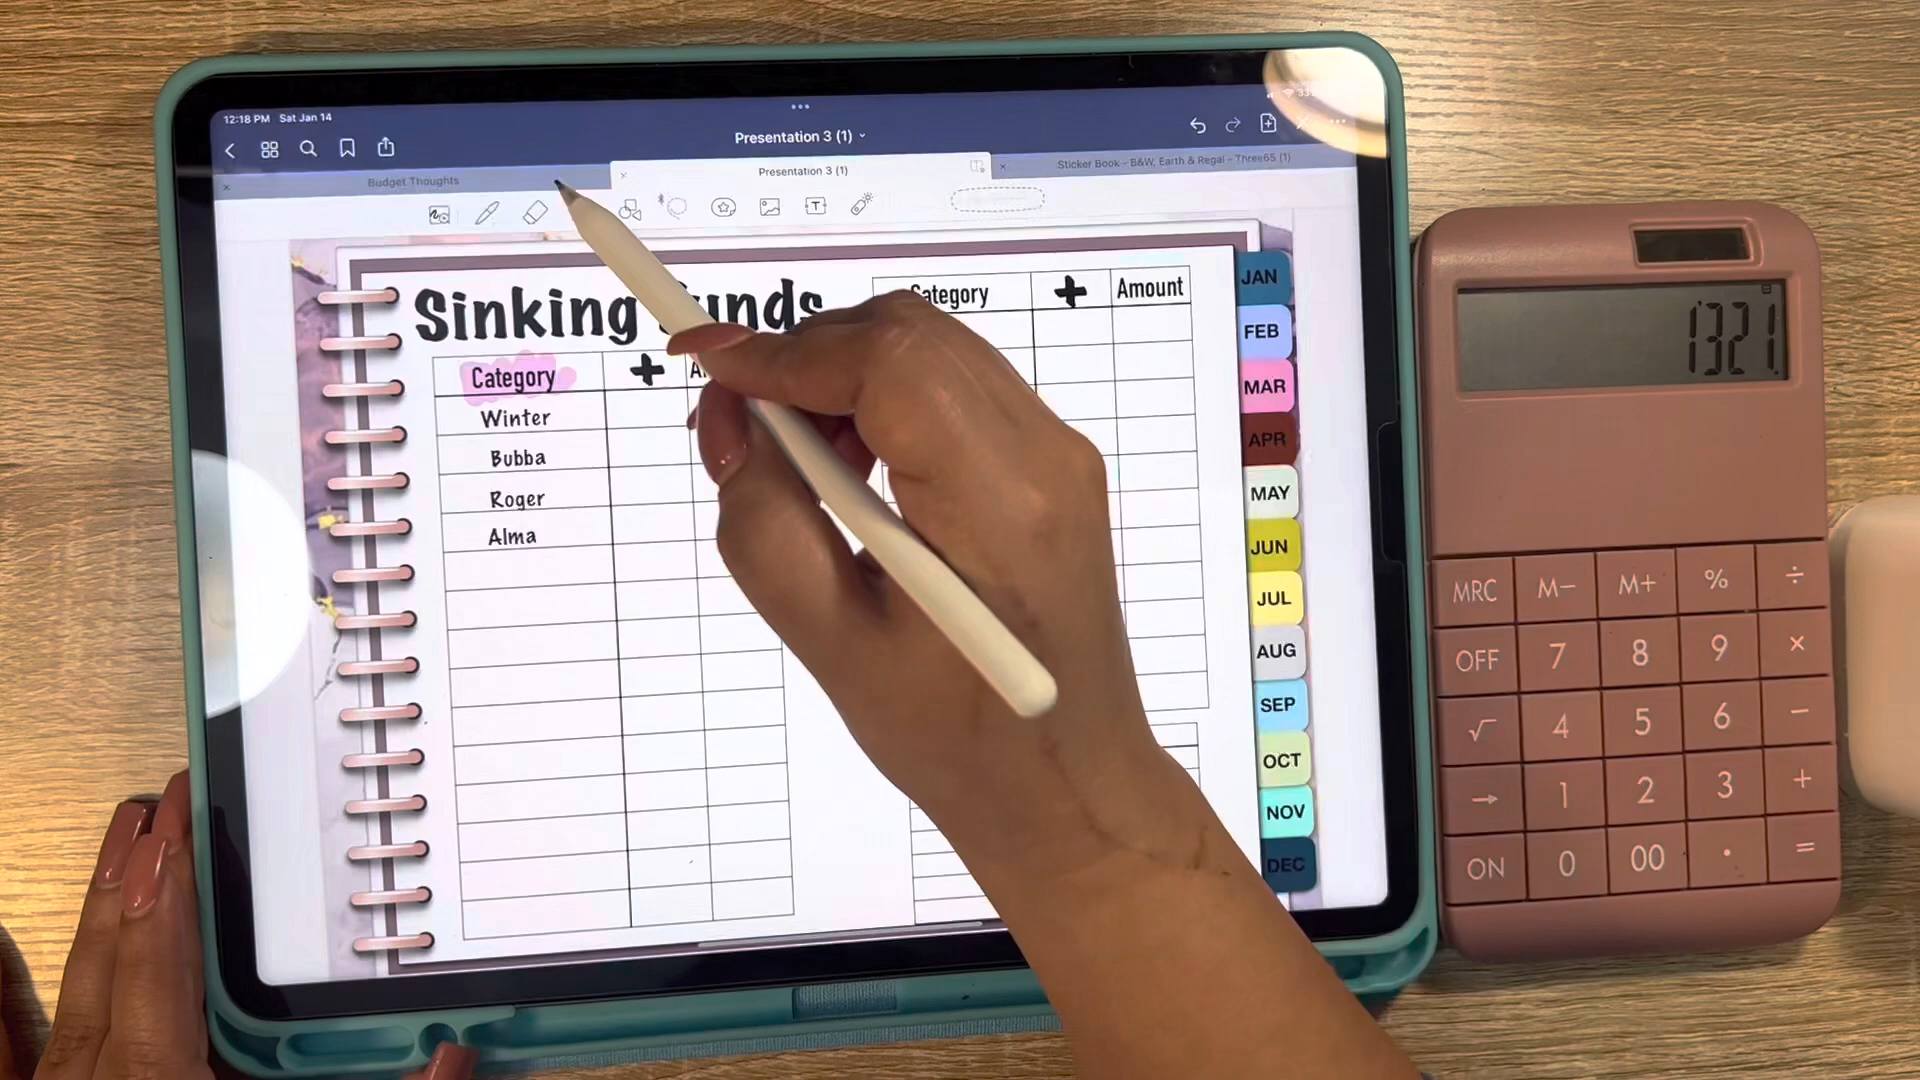 12:18 PM Sat Jan 14
Presentation 3 (1)
Budget Thoughts
Presentation 3 (1)
Sticker Book - B&W, Earth & Regal - Three65 (1)
T
Sinking Funds
Category + Amount
Category +
Winter
Bubba
Roger
Alma
JAN
FEB
MAR
APR
MAY
JUN
JUL
AUG
SEP
OCT
NOV
DEC
1321.
MRC M− M+ % ÷
OFF 7 8 9 ×
√ 4 5 6 −
→ 1 2 3 +
ON 0 00 . =